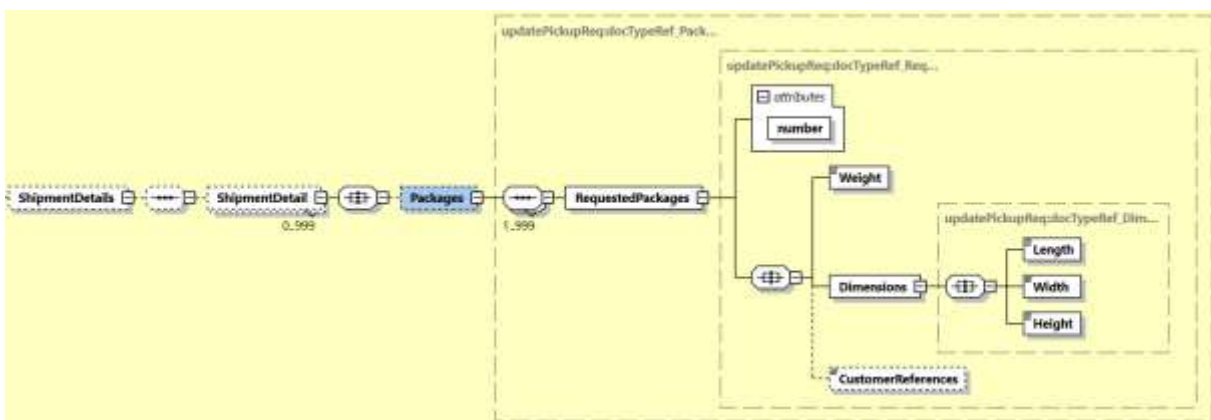 updatePickupReq:docTypeRef_Pack...
updatePickupReq:docTypeRef_Req...
attributes
number
ShipmentDetails
ShipmentDetail
0..999
Packages
1..999
RequestedPackages
Weight
updatePickupReq:docTypeRef_Dim...
Length
Dimensions
Width
Height
CustomerReferences